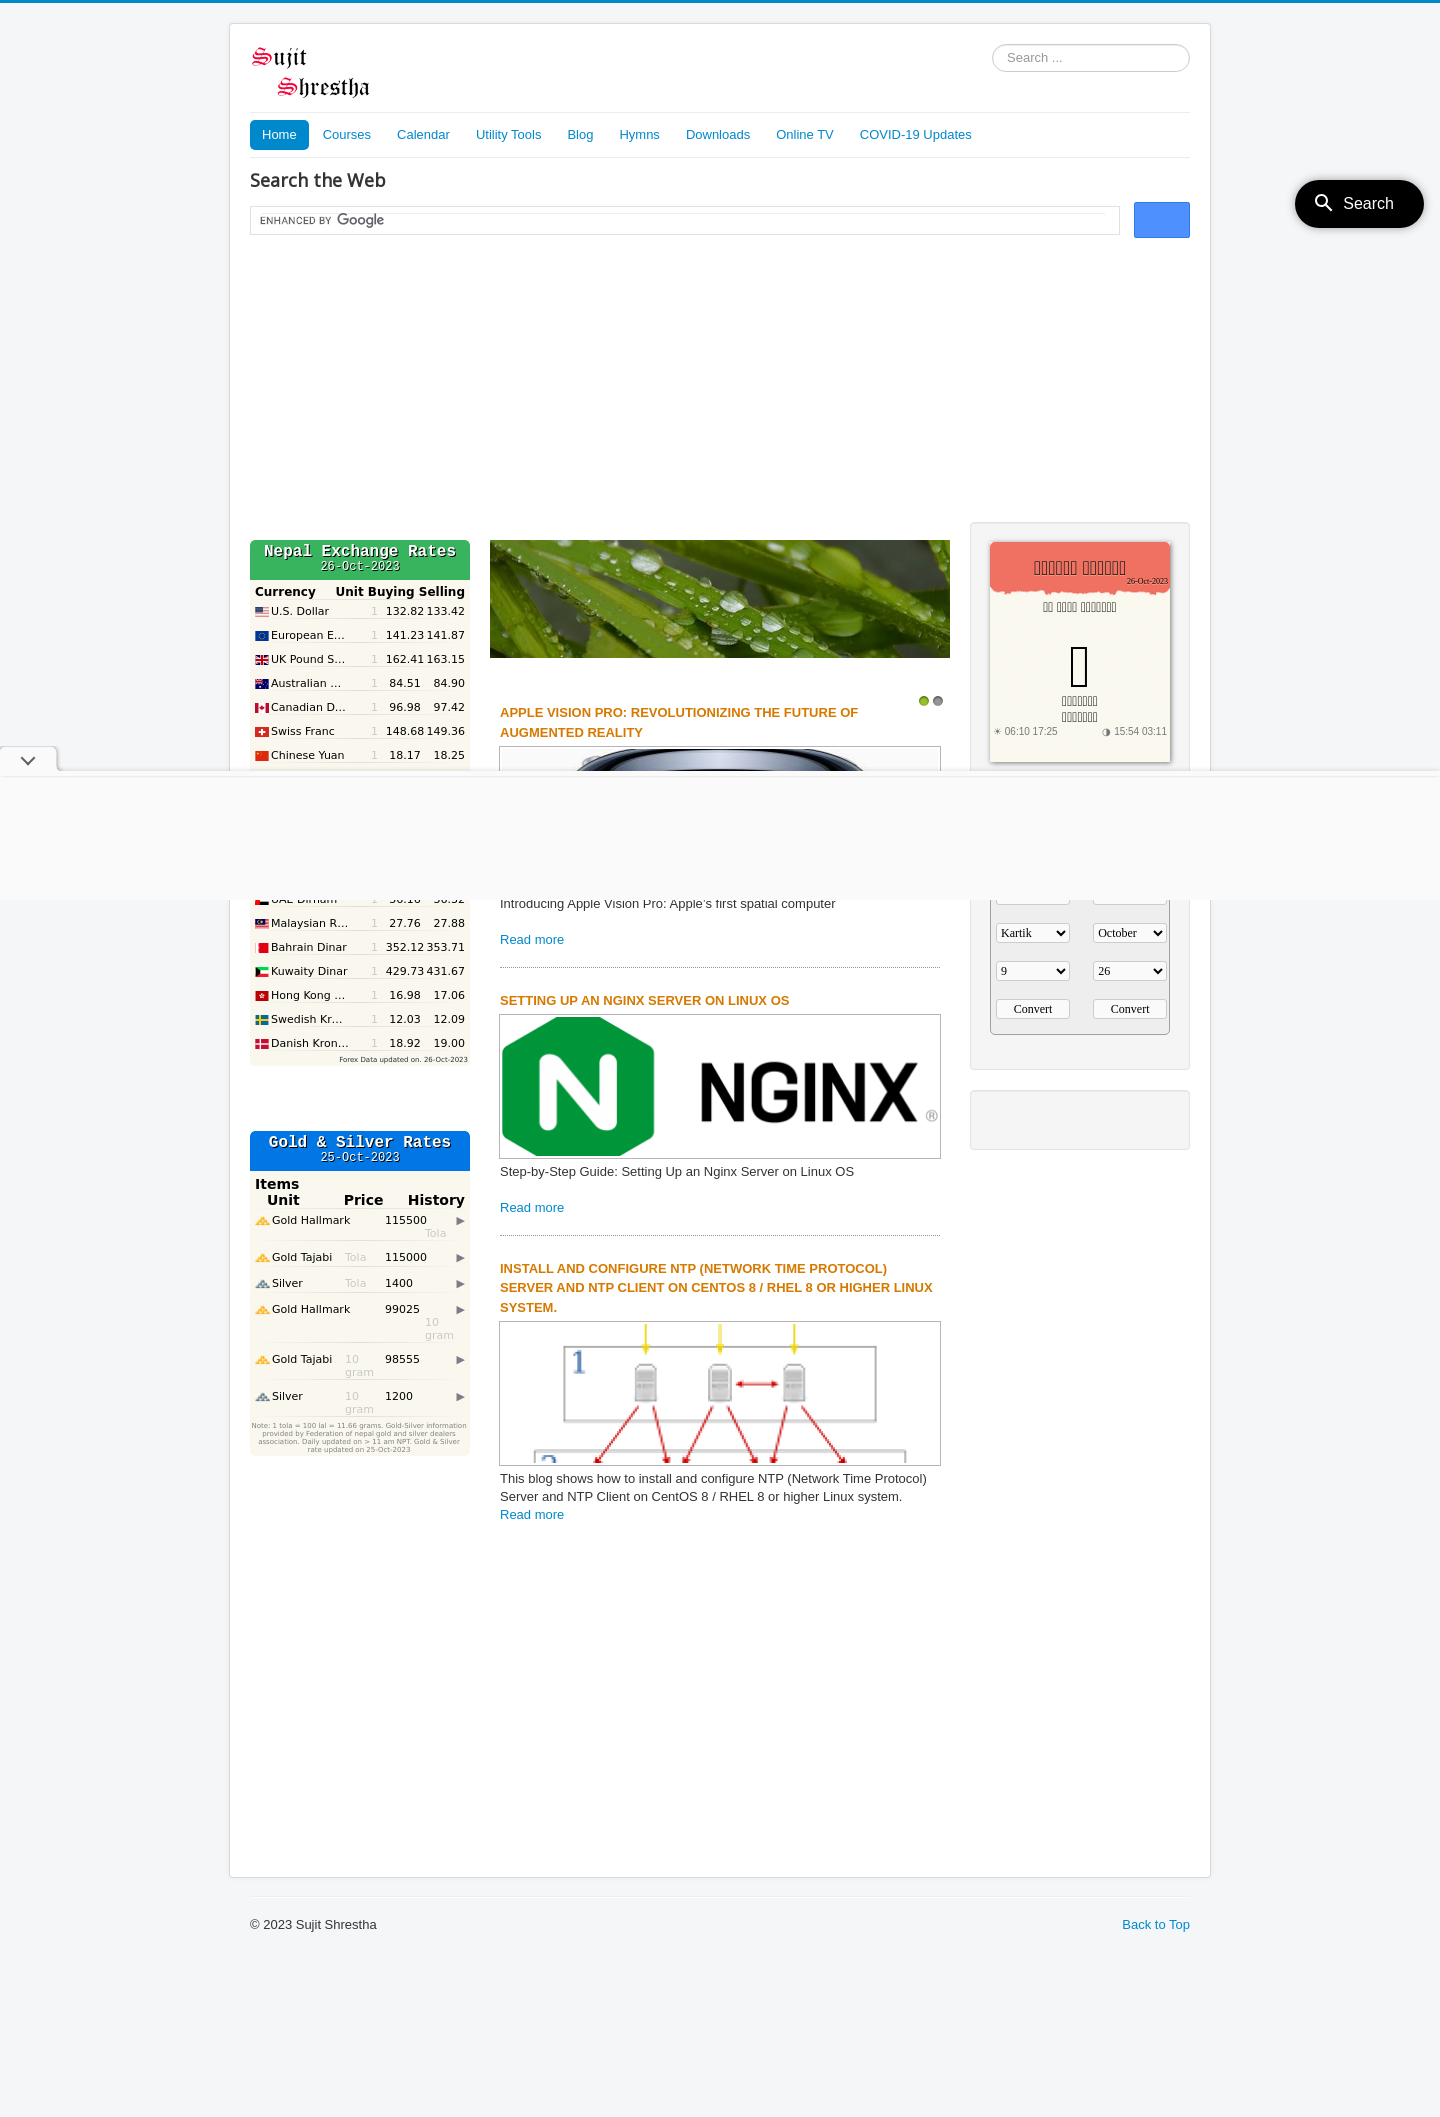 Sujit
Shrestha
Search ...
Home Courses Calendar Utility Tools Blog Hymns Downloads Online TV COVID-19 Updates
Search the Web
Search
ENHANCED BY Google
Nepal Exchange Rates
26-Oct-2023
Currency Unit Buying Selling
U.S. Dollar 1 132.82 133.42
European E... 1 141.23 141.87
UK Pound S... 1 162.41 163.15
Australian ... 1 84.51 84.90
Canadian D... 1 96.98 97.42
Swiss Franc 1 148.68 149.36
Chinese Yuan 1 18.17 18.25
Malaysian R... 1 27.76 27.88
Bahrain Dinar 1 352.12 353.71
Kuwaity Dinar 1 429.73 431.67
Hong Kong ... 1 16.98 17.06
Swedish Kr... 1 12.03 12.09
Danish Kron... 1 18.92 19.00
Forex Data updated on. 26-Oct-2023
Gold & Silver Rates
25-Oct-2023
Items
Unit Price History
Gold Hallmark 115500 ▶
Tola
Gold Tajabi Tola 115000 ▶
Silver Tola 1400 ▶
Gold Hallmark 99025 ▶
10
gram
Gold Tajabi 10 98555 ▶
gram
Silver 10 1200 ▶
gram
Note: 1 tola = 100 lal = 11.66 grams. Gold-Silver information
provided by Federation of nepal gold and silver dealers
association. Daily updated on > 11 am NPT. Gold & Silver
rate updated on 25-Oct-2023
APPLE VISION PRO: REVOLUTIONIZING THE FUTURE OF
AUGMENTED REALITY
Introducing Apple Vision Pro: Apple's first spatial computer
Read more
SETTING UP AN NGINX SERVER ON LINUX OS
NGINX®
Step-by-Step Guide: Setting Up an Nginx Server on Linux OS
Read more
INSTALL AND CONFIGURE NTP (NETWORK TIME PROTOCOL)
SERVER AND NTP CLIENT ON CENTOS 8 / RHEL 8 OR HIGHER LINUX
SYSTEM.
1
This blog shows how to install and configure NTP (Network Time Protocol)
Server and NTP Client on CentOS 8 / RHEL 8 or higher Linux system.
Read more
26-Oct-2023
☀ 06:10 17:25 ◑ 15:54 03:11
Kartik October
9 26
Convert Convert
© 2023 Sujit Shrestha
Back to Top